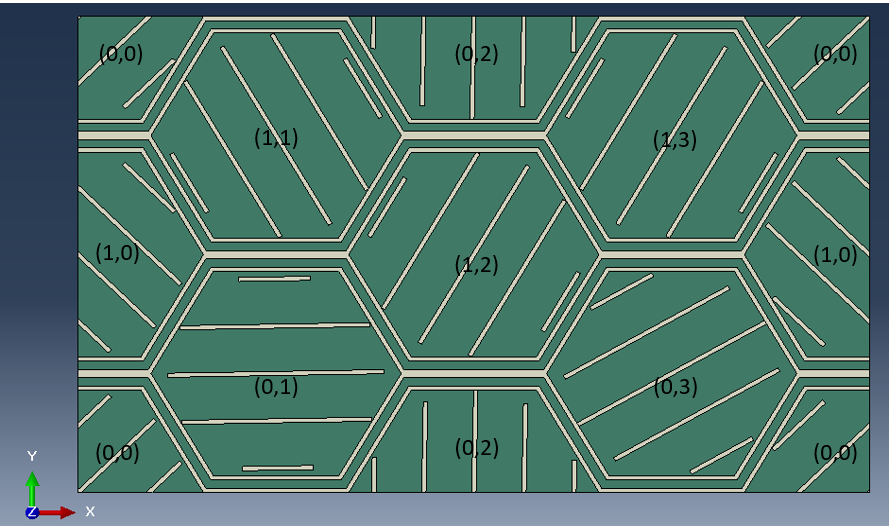 (0,0) (0,2) (0,0)
(1,1) (1,3)
(1,0) (1,2) (1,0)
(0,1) (0,3)
(0,0) (0,2) (0,0)
Y
Z X